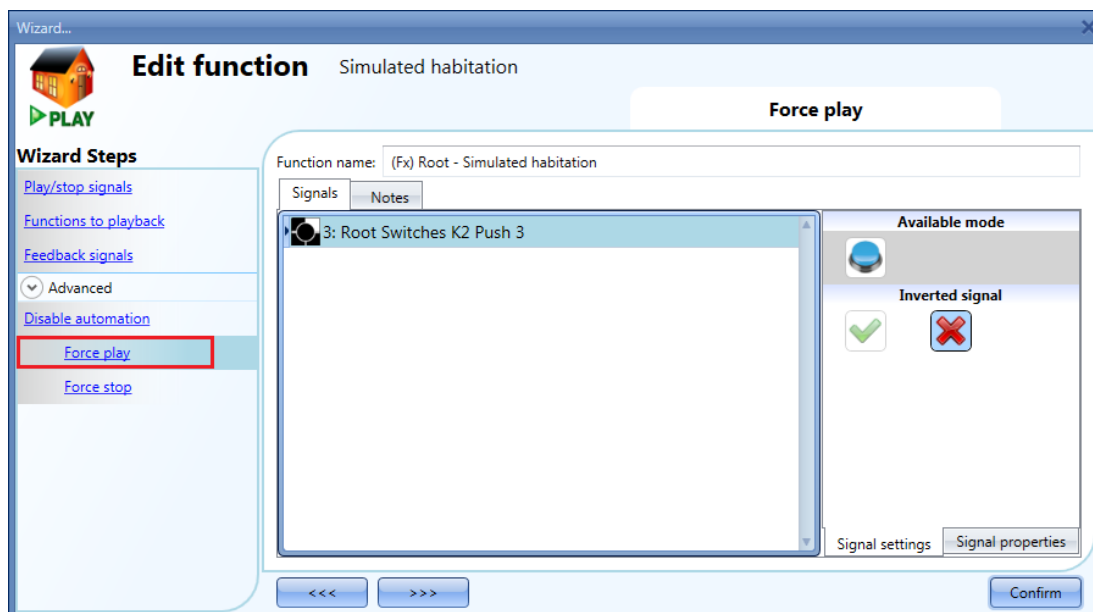 Wizard...
Edit function Simulated habitation
PLAY
Force play
Wizard Steps
Play/stop signals
Functions to playback
Feedback signals
Advanced
Disable automation
Force play
Force stop
Function name: (Fx) Root - Simulated habitation
Signals Notes
3: Root Switches K2 Push 3
Available mode
Inverted signal
Signal settings Signal properties
<<< >>> Confirm